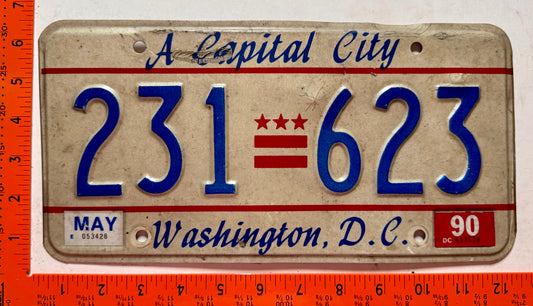 A Capital City
231 623
MAY 90
E 053428 DC
Washington, D.C.